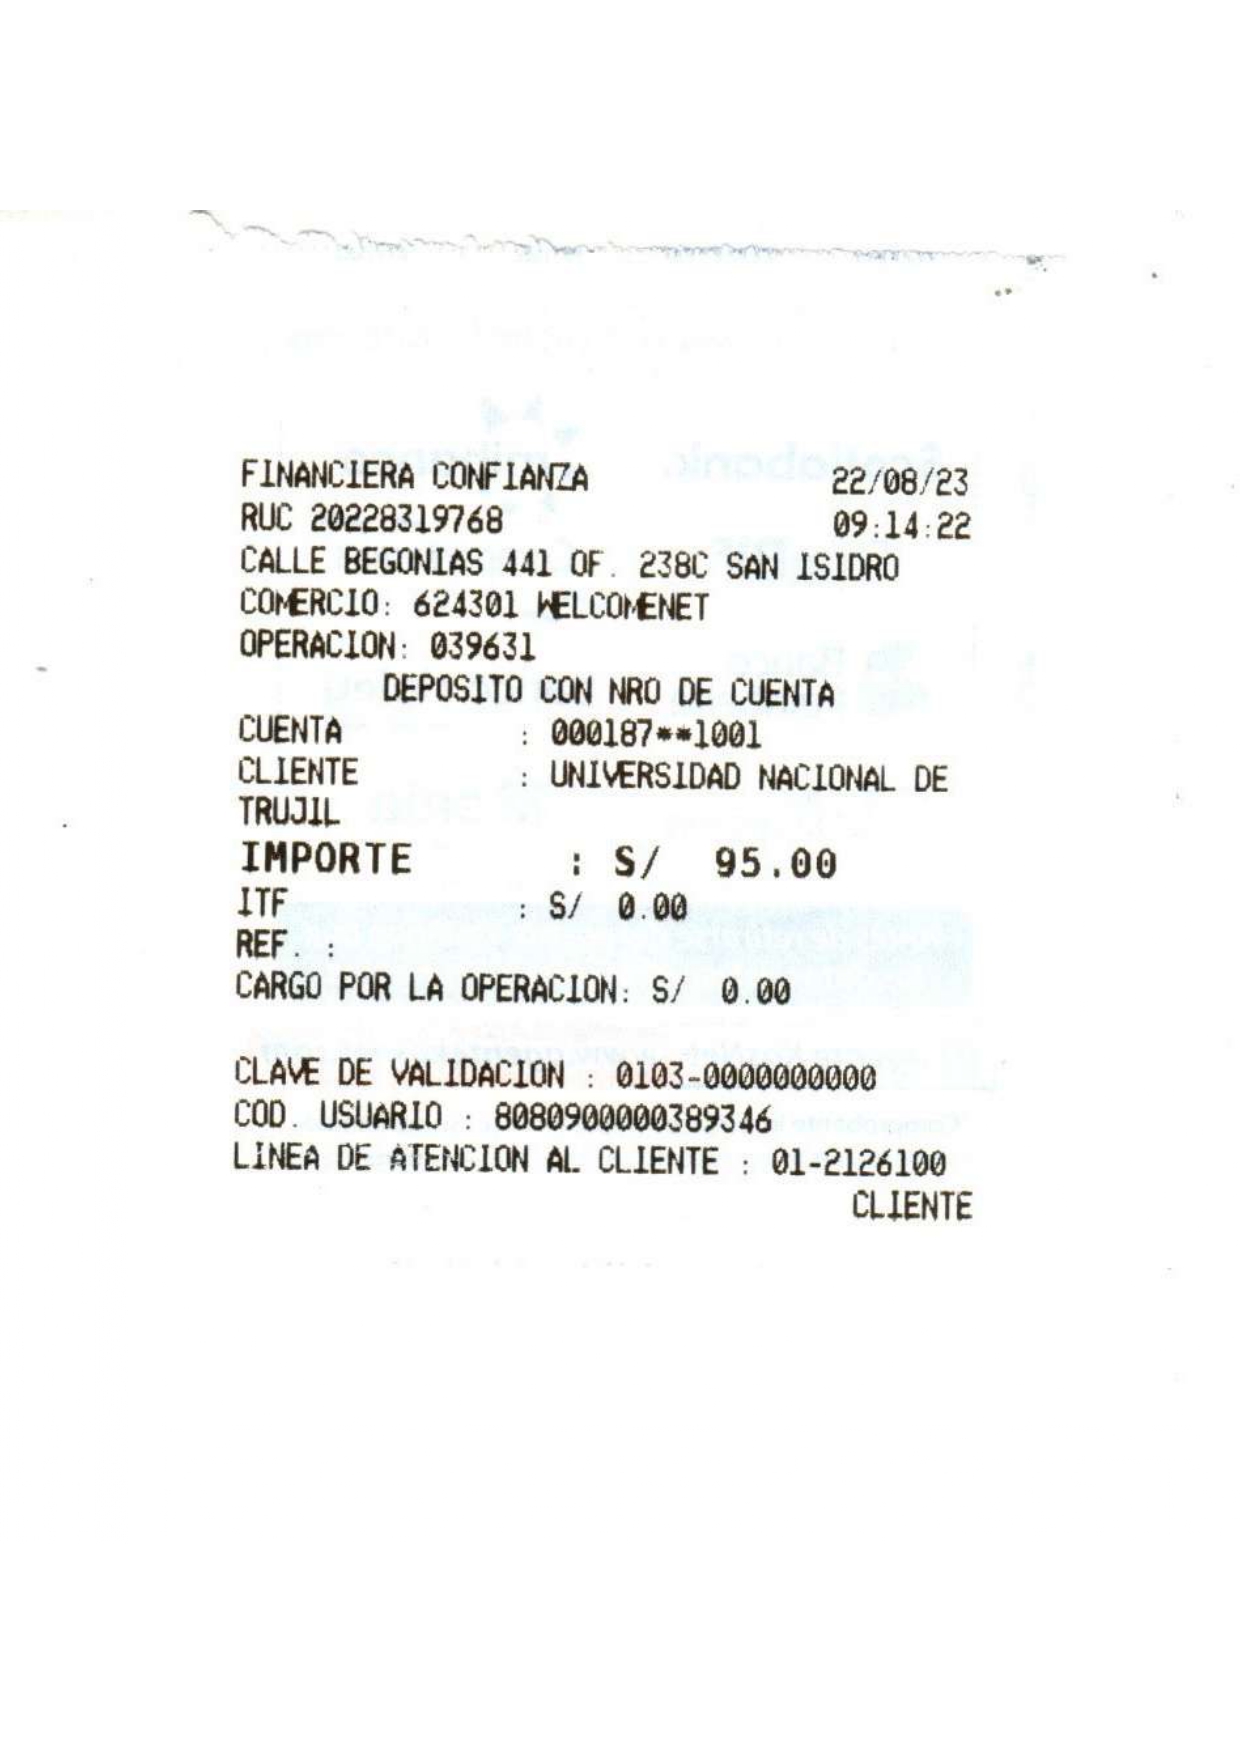 FINANCIERA CONFIANZA 22/08/23
RUC 20228319768 09:14:22
CALLE BEGONIAS 441 OF. 238C SAN ISIDRO
COMERCIO: 624301 WELCOMENET
OPERACION: 039631
DEPOSITO CON NRO DE CUENTA
CUENTA : 000187**1001
CLIENTE : UNIVERSIDAD NACIONAL DE
TRUJIL
IMPORTE : S/ 95.00
ITF : S/ 0.00
REF. :
CARGO POR LA OPERACION: S/ 0.00
CLAVE DE VALIDACION : 0103-0000000000
COD. USUARIO : 8080900000389346
LINEA DE ATENCION AL CLIENTE : 01-2126100
CLIENTE